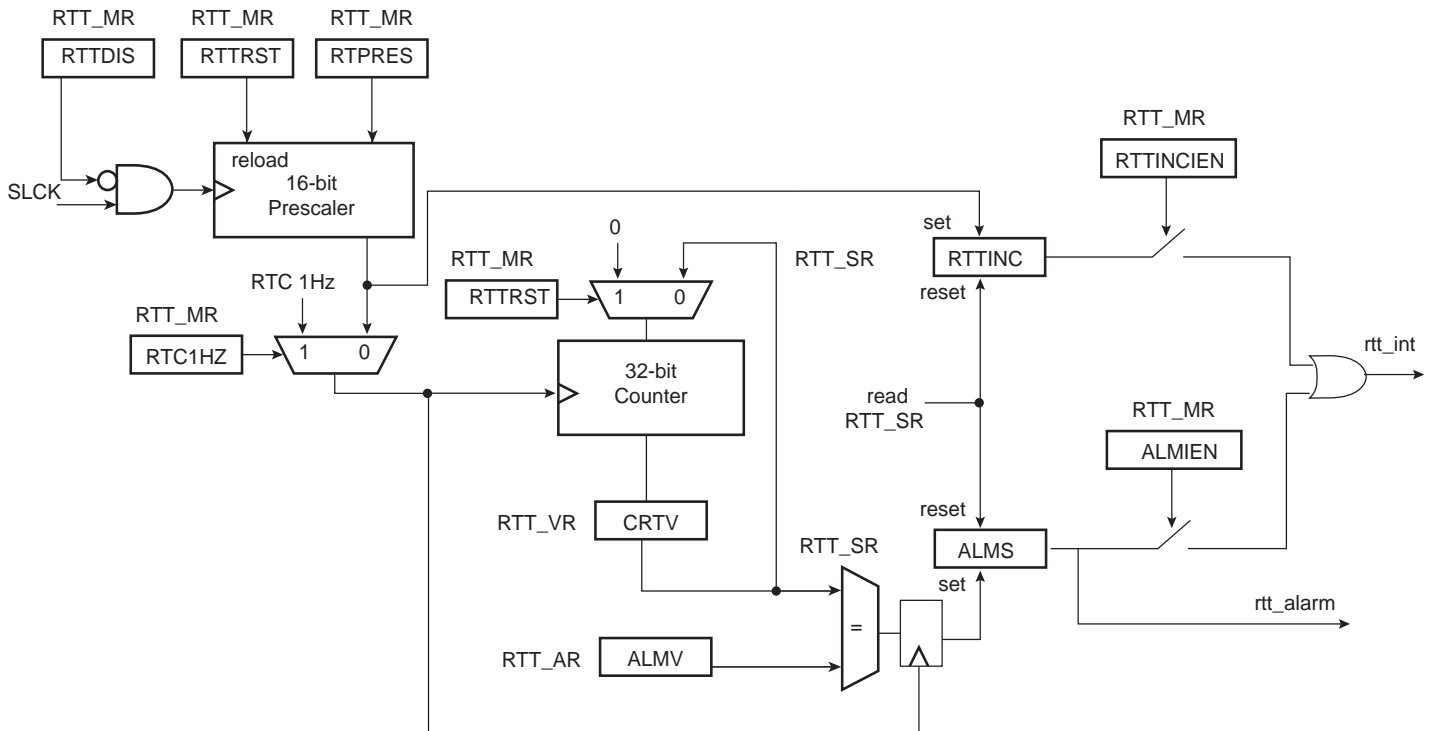 RTT_MR RTT_MR RTT_MR
RTTDIS RTTRST RTPRES
RTT_MR
reload
16-bit
Prescaler
RTTINCIEN
SLCK
set
0
RTT_MR
RTT_SR
RTTINC
RTC 1Hz
RTTRST
1 0
reset
RTT_MR
RTC1HZ
1 0
rtt_int
32-bit
Counter
read
RTT_SR
RTT_MR
ALMIEN
reset
RTT_VR
CRTV
RTT_SR
ALMS
set
rtt_alarm
=
RTT_AR
ALMV